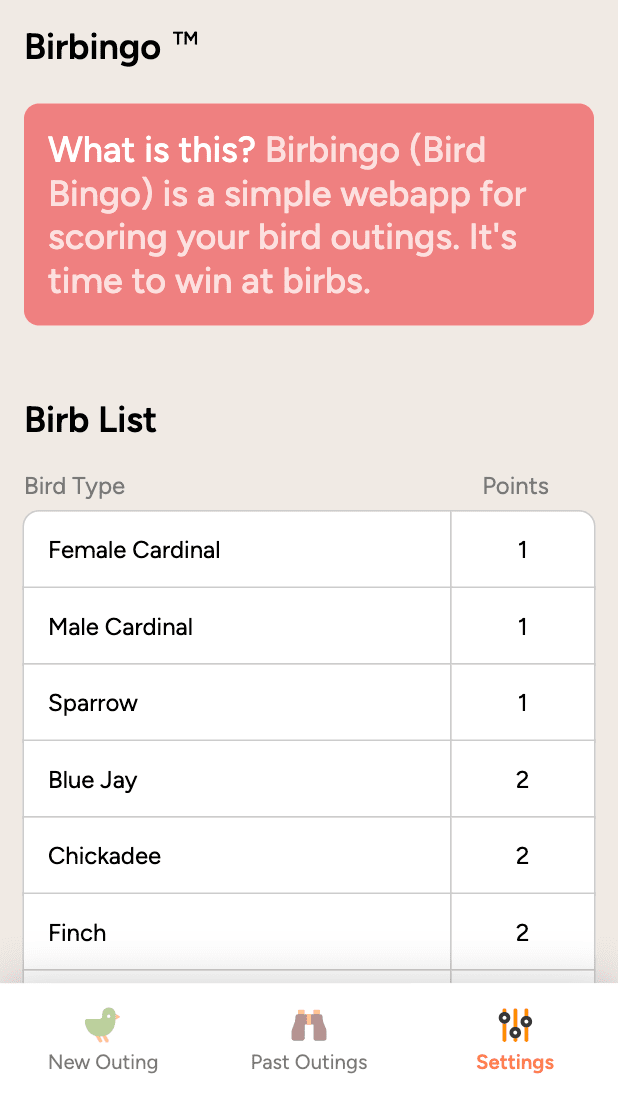 Birbingo ™
What is this? Birbingo (Bird
Bingo) is a simple webapp for
scoring your bird outings. It's
time to win at birbs.
Birb List
Bird Type Points
Female Cardinal 1
Male Cardinal 1
Sparrow 1
Blue Jay 2
Chickadee 2
Finch 2
New Outing Past Outings Settings